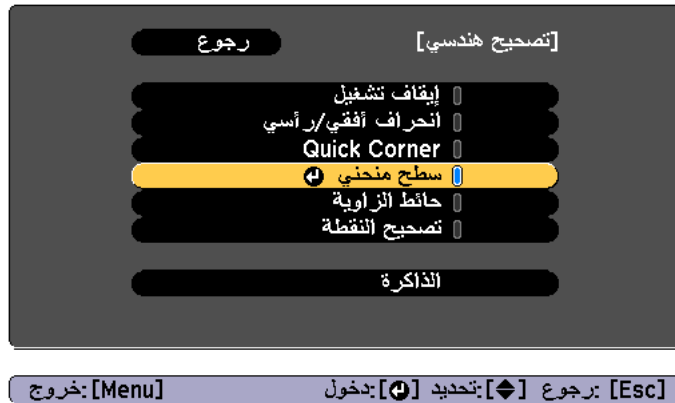 [تصحيح هندسي] رجوع
إيقاف تشغيل
انحراف أفقي/رأسي
Quick Corner
سطح منحني
حائط الزاوية
تصحيح النقطة
الذاكرة
[Esc] :رجوع [◆]:تحديد [↵]:دخول [Menu]:خروج